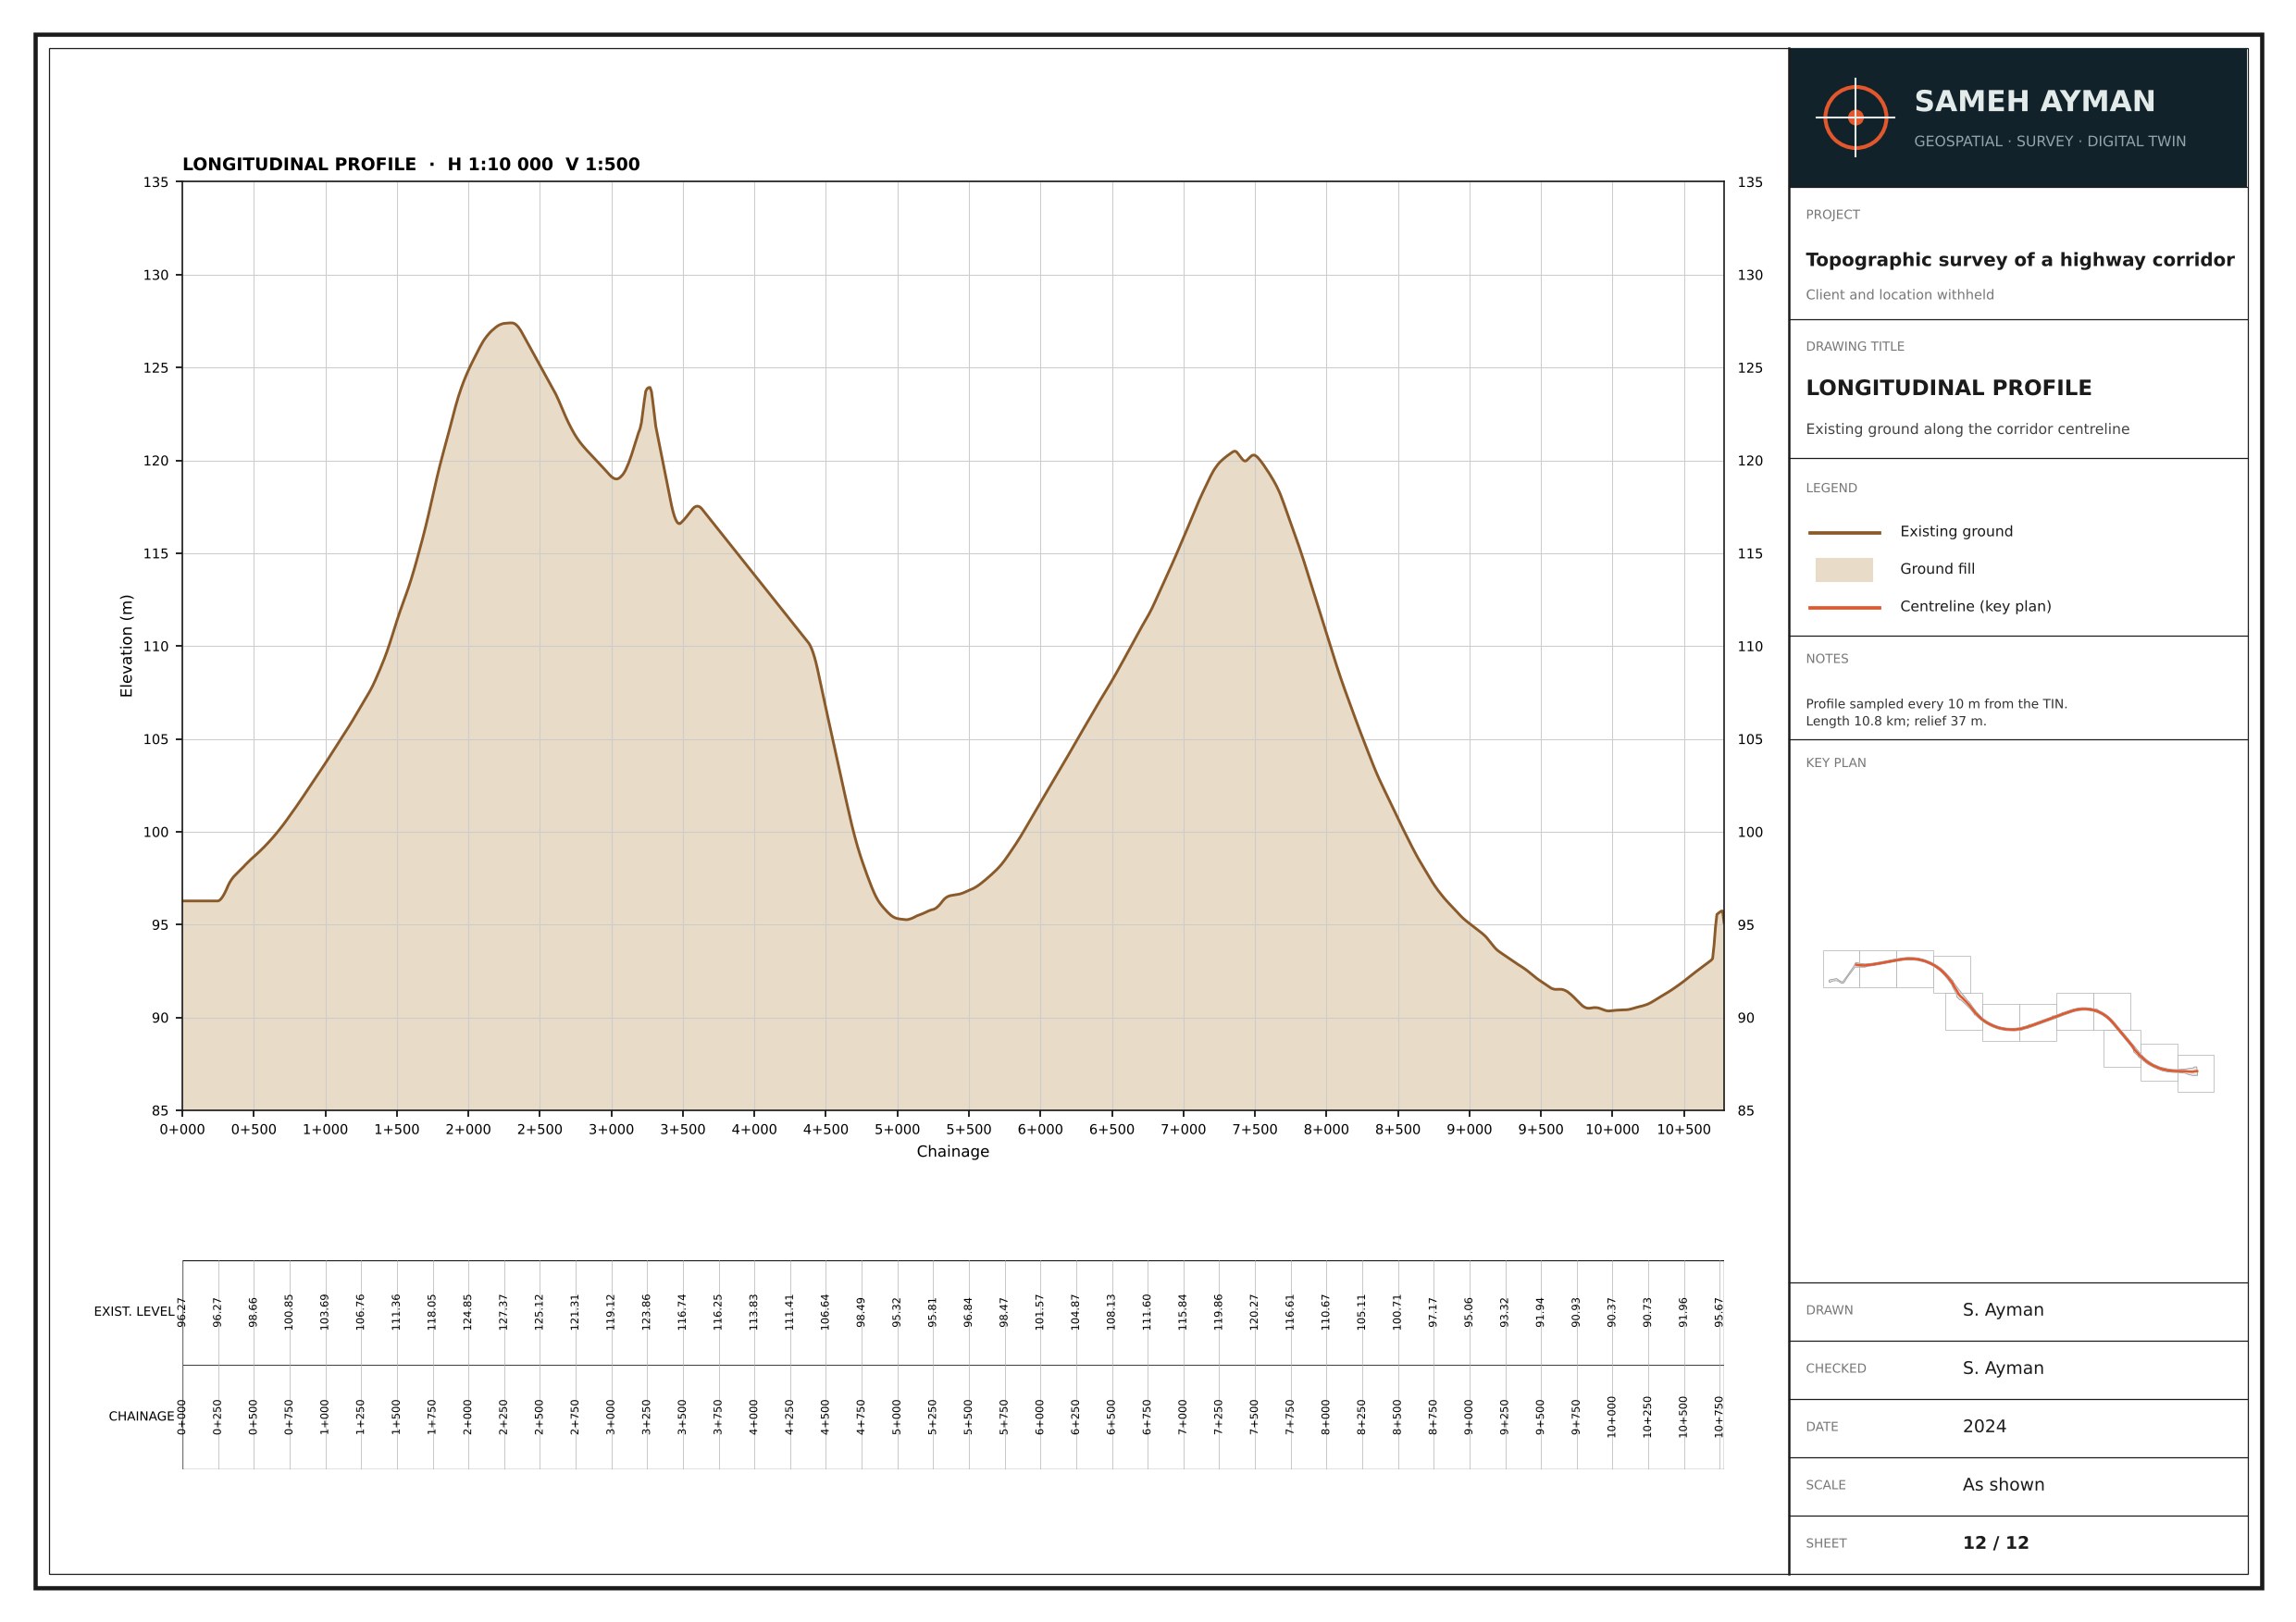 LONGITUDINAL PROFILE · H 1:10 000 V 1:500
135
130
125
120
115
110
105
100
95
90
85
Elevation (m)
135
130
125
120
115
110
105
100
95
90
85
0+000 0+500 1+000 1+500 2+000 2+500 3+000 3+500 4+000 4+500 5+000 5+500 6+000 6+500 7+000 7+500 8+000 8+500 9+000 9+500 10+000 10+500
Chainage
EXIST. LEVEL 96.27 96.27 98.66 100.85 103.69 106.76 111.36 118.05 124.85 127.37 125.12 121.31 119.12 123.86 116.74 116.25 113.83 111.41 106.64 98.49 95.32 95.81 96.84 98.47 101.57 104.87 108.13 111.60 115.84 119.86 120.27 116.61 110.67 105.11 100.71 97.17 95.06 93.32 91.94 90.93 90.37 90.73 91.96 95.67
CHAINAGE 0+000 0+250 0+500 0+750 1+000 1+250 1+500 1+750 2+000 2+250 2+500 2+750 3+000 3+250 3+500 3+750 4+000 4+250 4+500 4+750 5+000 5+250 5+500 5+750 6+000 6+250 6+500 6+750 7+000 7+250 7+500 7+750 8+000 8+250 8+500 8+750 9+000 9+250 9+500 9+750 10+000 10+250 10+500 10+750
SAMEH AYMAN
GEOSPATIAL · SURVEY · DIGITAL TWIN
PROJECT
Topographic survey of a highway corridor
Client and location withheld
DRAWING TITLE
LONGITUDINAL PROFILE
Existing ground along the corridor centreline
LEGEND
Existing ground
Ground fill
Centreline (key plan)
NOTES
Profile sampled every 10 m from the TIN.
Length 10.8 km; relief 37 m.
KEY PLAN
DRAWN S. Ayman
CHECKED S. Ayman
DATE 2024
SCALE As shown
SHEET 12 / 12